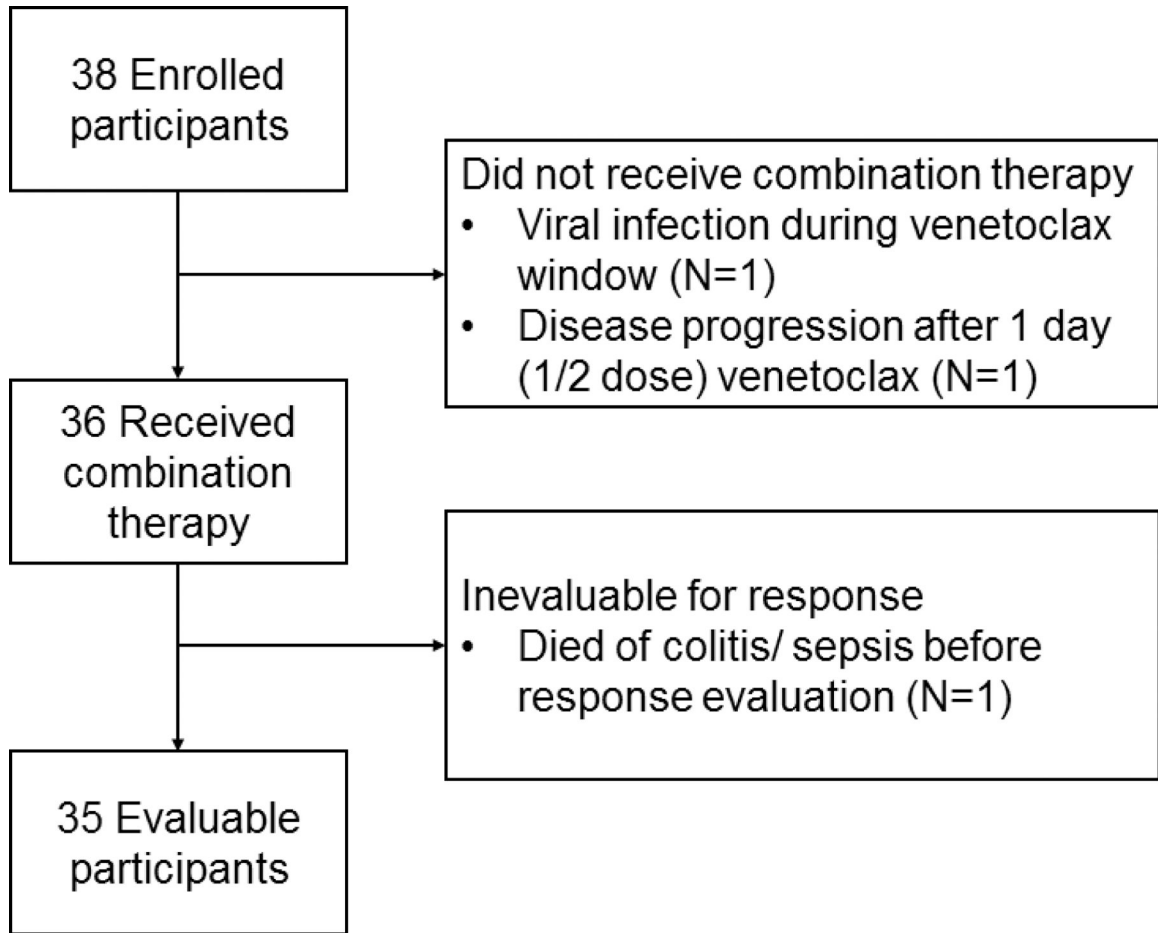 38 Enrolled
participants
Did not receive combination therapy
• Viral infection during venetoclax
window (N=1)
• Disease progression after 1 day
(1/2 dose) venetoclax (N=1)
36 Received
combination
therapy
Inevaluable for response
• Died of colitis/ sepsis before
response evaluation (N=1)
35 Evaluable
participants